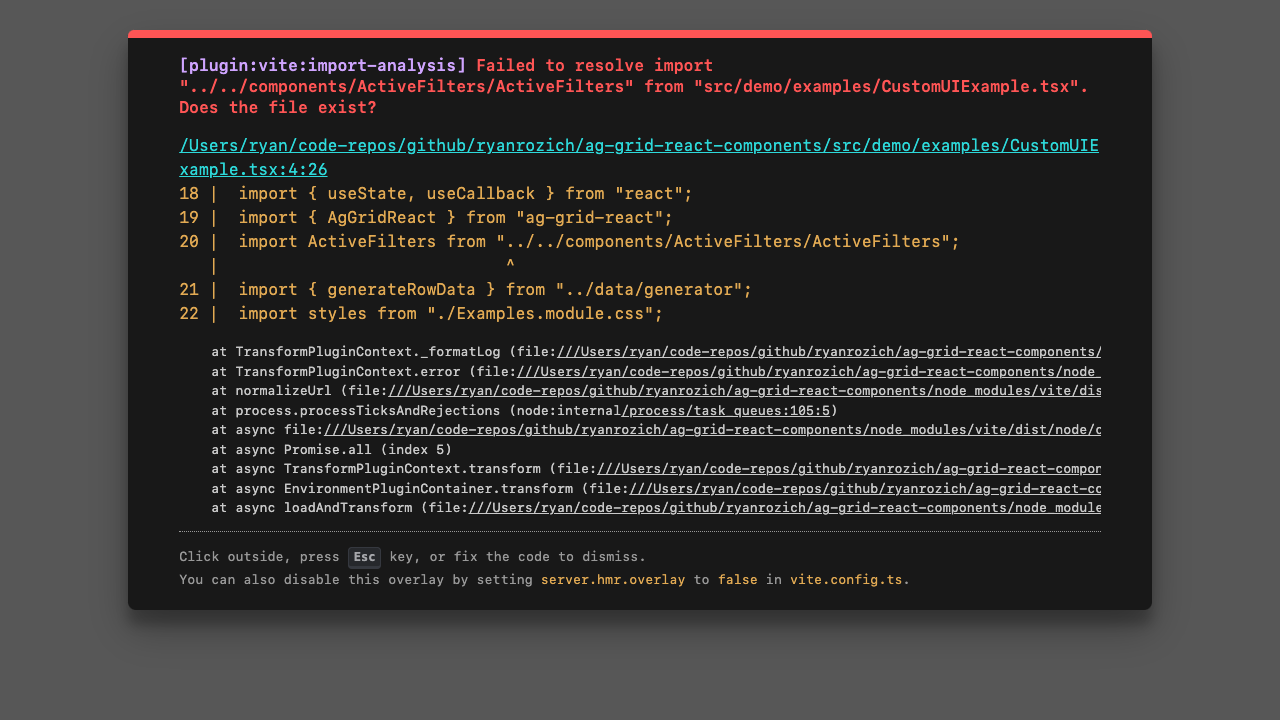 [plugin:vite:import-analysis] Failed to resolve import
"../../components/ActiveFilters/ActiveFilters" from "src/demo/examples/CustomUIExample.tsx".
Does the file exist?
/Users/ryan/code-repos/github/ryanrozich/ag-grid-react-components/src/demo/examples/CustomUIE
xample.tsx:4:26
18 |  import { useState, useCallback } from "react";
19 |  import { AgGridReact } from "ag-grid-react";
20 |  import ActiveFilters from "../../components/ActiveFilters/ActiveFilters";
   |                             ^
21 |  import { generateRowData } from "../data/generator";
22 |  import styles from "./Examples.module.css";
at TransformPluginContext._formatLog (file:///Users/ryan/code-repos/github/ryanrozich/ag-grid-react-components/
at TransformPluginContext.error (file:///Users/ryan/code-repos/github/ryanrozich/ag-grid-react-components/node_
at normalizeUrl (file:///Users/ryan/code-repos/github/ryanrozich/ag-grid-react-components/node_modules/vite/dis
at process.processTicksAndRejections (node:internal/process/task_queues:105:5)
at async file:///Users/ryan/code-repos/github/ryanrozich/ag-grid-react-components/node_modules/vite/dist/node/c
at async Promise.all (index 5)
at async TransformPluginContext.transform (file:///Users/ryan/code-repos/github/ryanrozich/ag-grid-react-compon
at async EnvironmentPluginContainer.transform (file:///Users/ryan/code-repos/github/ryanrozich/ag-grid-react-co
at async loadAndTransform (file:///Users/ryan/code-repos/github/ryanrozich/ag-grid-react-components/node_module
Click outside, press Esc key, or fix the code to dismiss.
You can also disable this overlay by setting server.hmr.overlay to false in vite.config.ts.